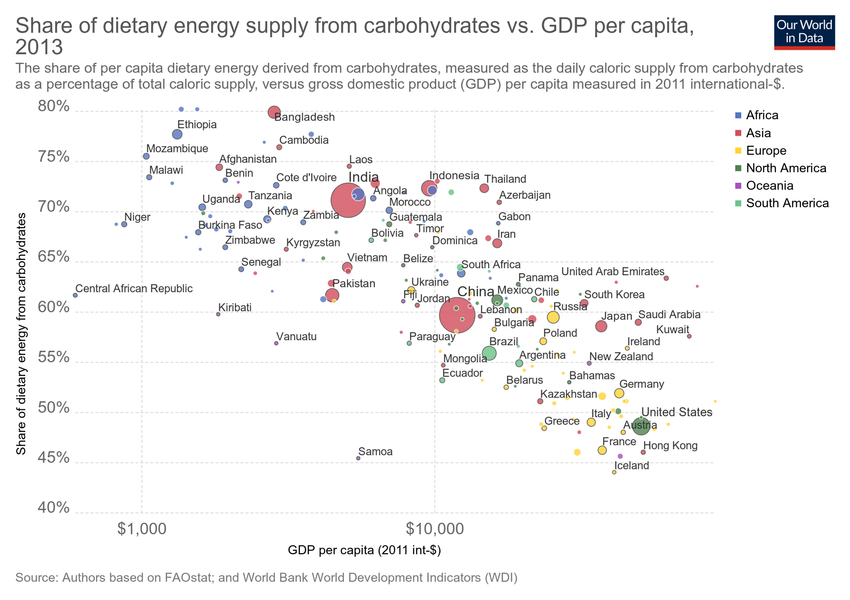 Share of dietary energy supply from carbohydrates vs. GDP per capita,
2013
Our World
in Data
The share of per capita dietary energy derived from carbohydrates, measured as the daily caloric supply from carbohydrates
as a percentage of total caloric supply, versus gross domestic product (GDP) per capita measured in 2011 international-$.
80%
Bangladesh
Africa
Ethiopia
Asia
Cambodia
Mozambique
Europe
75%
Afghanistan
Laos
North America
Malawi
Benin
Cote d'Ivoire
India
Indonesia
Thailand
Oceania
Uganda
Tanzania
Angola
Azerbaijan
South America
70%
Niger
Kenya
Zambia
Morocco
Guatemala
Gabon
Burkina Faso
Bolivia
Timor
Iran
Zimbabwe
Kyrgyzstan
Dominica
65%
Senegal
Vietnam
Belize
South Africa
Central African Republic
Pakistan
Ukraine
Panama
United Arab Emirates
60%
Kiribati
Fiji
Jordan
China
Mexico
Chile
South Korea
Lebanon
Russia
Japan
Saudi Arabia
Bulgaria
Kuwait
Vanuatu
Paraguay
Brazil
Poland
Ireland
55%
Mongolia
Argentina
New Zealand
Ecuador
Belarus
Bahamas
Germany
50%
Kazakhstan
Greece
Italy
United States
Austria
France
Hong Kong
45%
Samoa
Iceland
40%
Share of dietary energy from carbohydrates
$1,000
$10,000
GDP per capita (2011 int-$)
Source: Authors based on FAOstat; and World Bank World Development Indicators (WDI)